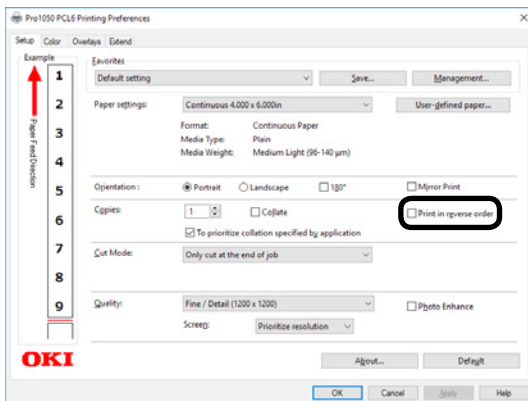 Pro1050 PCL6 Printing Preferences
Setup Color Overlays Extend
Example
Paper Feed Direction
1
2
3
4
5
6
7
8
9
OKI
Favorites
Default setting Save... Management...
Paper settings: Continuous 4.000 x 6.000in User-defined paper...
Format: Continuous Paper
Media Type: Plain
Media Weight: Medium Light (96-140 μm)
Orientation : Portrait Landscape 180° Mirror Print
Copies: 1 Collate Print in reverse order
To prioritize collation specified by application
Cut Mode: Only cut at the end of job
Quality: Fine / Detail (1200 x 1200) Photo Enhance
Screen: Prioritize resolution
About... Default
OK Cancel Apply Help